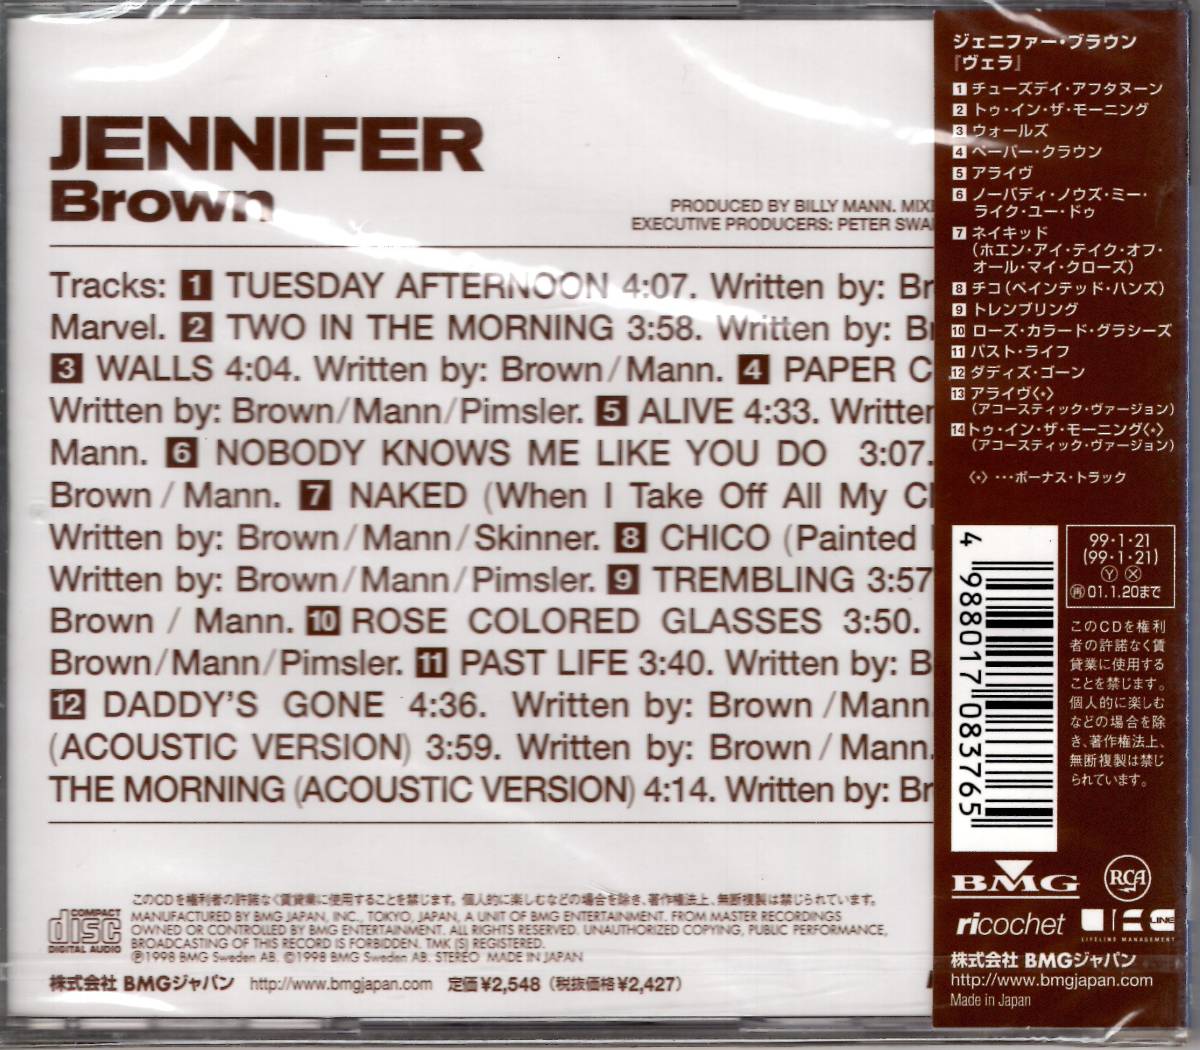 JENNIFER
Brown
PRODUCED BY BILLY MANN. MIXE
EXECUTIVE PRODUCERS: PETER SWA
Tracks: 1 TUESDAY AFTERNOON 4:07. Written by: Br
Marvel. 2 TWO IN THE MORNING 3:58. Written by: B
3 WALLS 4:04. Written by: Brown/Mann. 4 PAPER C
Written by: Brown/Mann/Pimsler. 5 ALIVE 4:33. Written
Mann. 6 NOBODY KNOWS ME LIKE YOU DO 3:07.
Brown / Mann. 7 NAKED (When I Take Off All My Cl
Written by: Brown/Mann/Skinner. 8 CHICO (Painted
Written by: Brown/Mann/Pimsler. 9 TREMBLING 3:57
Brown / Mann. 10 ROSE COLORED GLASSES 3:50.
Brown/Mann/Pimsler. 11 PAST LIFE 3:40. Written by: B
12 DADDY'S GONE 4:36. Written by: Brown /Mann.
(ACOUSTIC VERSION) 3:59. Written by: Brown /Mann.
THE MORNING (ACOUSTIC VERSION) 4:14. Written by: Br
このCDを権利者の許諾なく賃貸業に使用することを禁じます。個人的に楽しむなどの場合を除き、著作権法上、無断複製は禁じられています。
COMPACT
disc
DIGITAL AUDIO
MANUFACTURED BY BMG JAPAN, INC., TOKYO, JAPAN, A UNIT OF BMG ENTERTAINMENT. FROM MASTER RECORDINGS
OWNED OR CONTROLLED BY BMG ENTERTAINMENT. ALL RIGHTS RESERVED. UNAUTHORIZED COPYING, PUBLIC PERFORMANCE,
BROADCASTING OF THIS RECORD IS FORBIDDEN. TMK (S) REGISTERED.
Ⓟ1998 BMG Sweden AB. ©1998 BMG Sweden AB. STEREO MADE IN JAPAN
株式会社 BMGジャパン http://www.bmgjapan.com 定価¥2,548 (税抜価格¥2,427)
ジェニファー・ブラウン
『ヴェラ』
1 チューズデイ・アフタヌーン
2 トゥ・イン・ザ・モーニング
3 ウォールズ
4 ペーパー・クラウン
5 アライヴ
6 ノーバディ・ノウズ・ミー・
ライク・ユー・ドゥ
7 ネイキッド
(ホエン・アイ・テイク・オフ・
オール・マイ・クローズ)
8 チコ(ペインテッド・ハンズ)
9 トレンブリング
10 ローズ・カラード・グラシーズ
11 パスト・ライフ
12 ダディズ・ゴーン
13 アライヴ〈*〉
(アコースティック・ヴァージョン)
14 トゥ・イン・ザ・モーニング〈*〉
(アコースティック・ヴァージョン)
〈*〉…ボーナス・トラック
4 988017 083765
99・1・21
(99・1・21)
Ⓨ Ⓧ
再01.1.20まで
このCDを権利
者の許諾なく賃
貸業に使用する
ことを禁じます。
個人的に楽しむ
などの場合を除
き、著作権法上、
無断複製は禁じ
られています。
BMG
RCA
ricochet
LINE
LIFELINE MANAGEMENT
株式会社 BMGジャパン
http://www.bmgjapan.com
Made in Japan